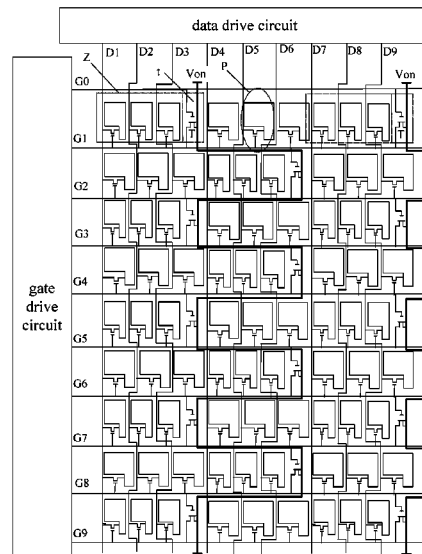 data drive circuit
Z D1 D2 D3 D4 D5 D6 D7 D8 D9
T Von P Von
G0
G1
G2
G3
G4
gate
drive
circuit
G5
G6
G7
G8
G9